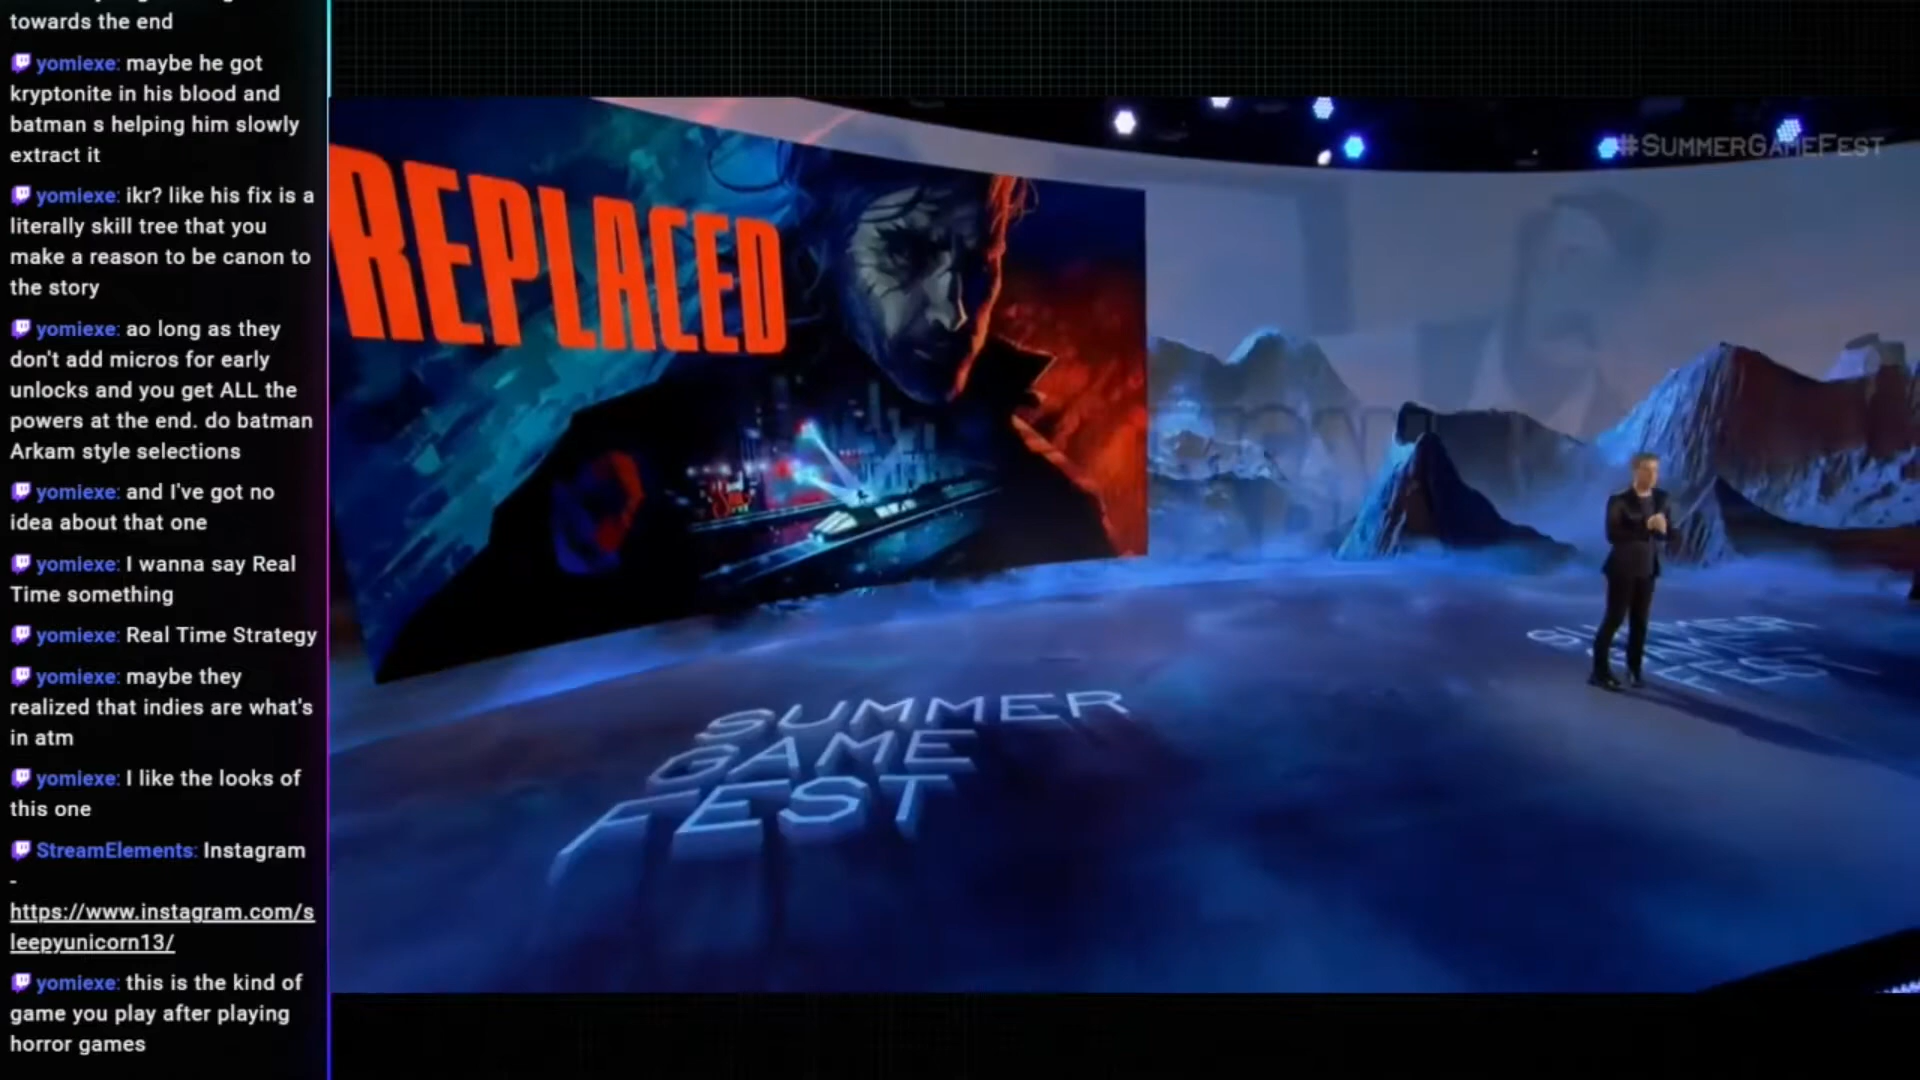 towards the end
yomiexe: maybe he got
kryptonite in his blood and
batman s helping him slowly
extract it
yomiexe: ikr? like his fix is a
literally skill tree that you
make a reason to be canon to
the story
yomiexe: ao long as they
don't add micros for early
unlocks and you get ALL the
powers at the end. do batman
Arkam style selections
yomiexe: and I've got no
idea about that one
yomiexe: I wanna say Real
Time something
yomiexe: Real Time Strategy
yomiexe: maybe they
realized that indies are what's
in atm
yomiexe: I like the looks of
this one
StreamElements: Instagram
-
https://www.instagram.com/s
leepyunicorn13/
yomiexe: this is the kind of
game you play after playing
horror games
#SUMMERGAMEFEST
REPLACED
SUMMER
GAME
FEST
SUMMER
GAME
FEST